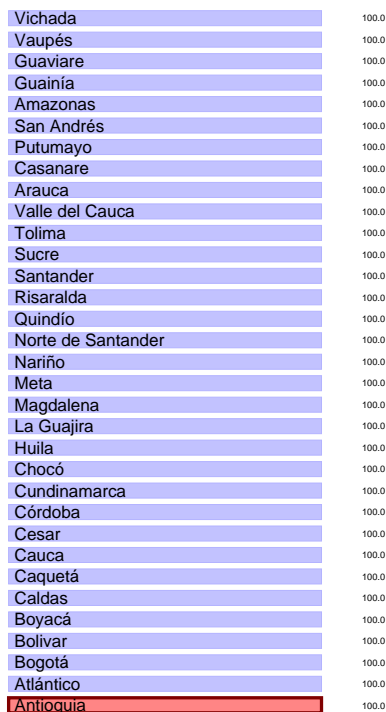 Vichada 100.0
Vaupés 100.0
Guaviare 100.0
Guainía 100.0
Amazonas 100.0
San Andrés 100.0
Putumayo 100.0
Casanare 100.0
Arauca 100.0
Valle del Cauca 100.0
Tolima 100.0
Sucre 100.0
Santander 100.0
Risaralda 100.0
Quindío 100.0
Norte de Santander 100.0
Nariño 100.0
Meta 100.0
Magdalena 100.0
La Guajira 100.0
Huila 100.0
Chocó 100.0
Cundinamarca 100.0
Córdoba 100.0
Cesar 100.0
Cauca 100.0
Caquetá 100.0
Caldas 100.0
Boyacá 100.0
Bolivar 100.0
Bogotá 100.0
Atlántico 100.0
Antioquia 100.0